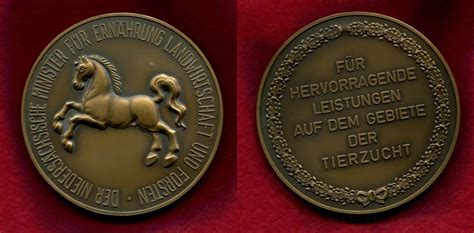 DER NIEDERSÄCHSISCHE MINISTER FÜR ERNÄHRUNG LANDWIRTSCHAFT UND FORSTEN ·
FÜR
HERVORRAGENDE
LEISTUNGEN
AUF DEM GEBIETE
DER
TIERZUCHT